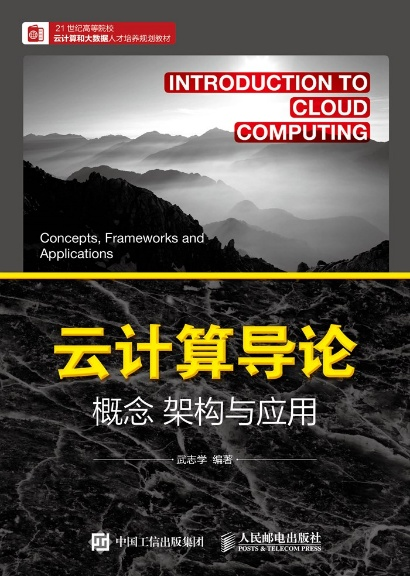 21世纪高等院校
云计算和大数据人才培养规划教材
INTRODUCTION TO
CLOUD
COMPUTING
Concepts, Frameworks and
Applications
云计算导论
概念 架构与应用
武志学 编著
中国工信出版集团
人民邮电出版社
POSTS & TELECOM PRESS